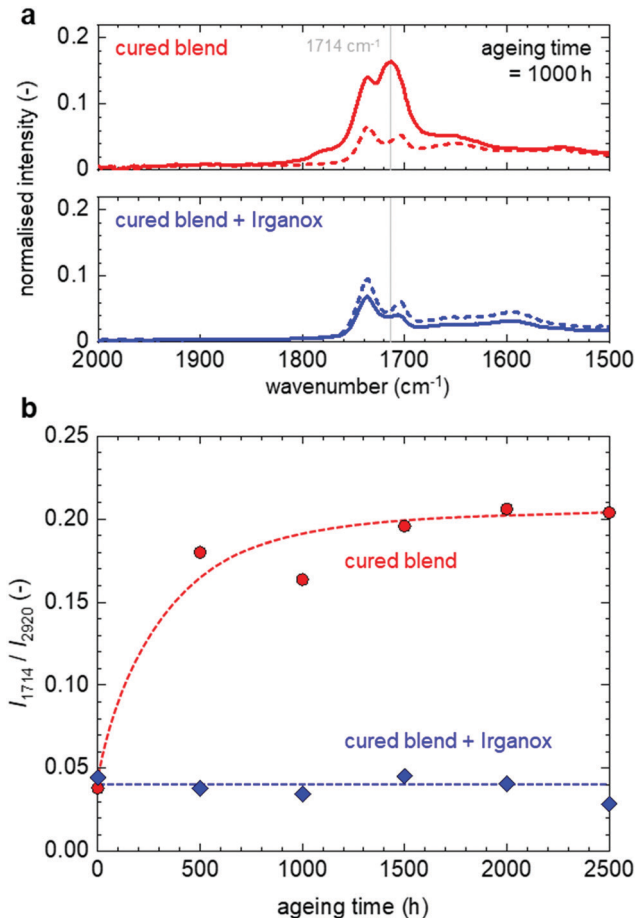 a
0.2
cured blend
1714 cm⁻¹
ageing time
= 1000 h
0.1
0
normalised intensity (-)
0.2
cured blend + Irganox
0.1
0
2000 1900 1800 1700 1600 1500
wavenumber (cm⁻¹)
b
0.25
0.20
cured blend
0.15
I₁₇₁₄ / I₂₉₂₀ (-)
0.10
cured blend + Irganox
0.05
0.00
0 500 1000 1500 2000 2500
ageing time (h)